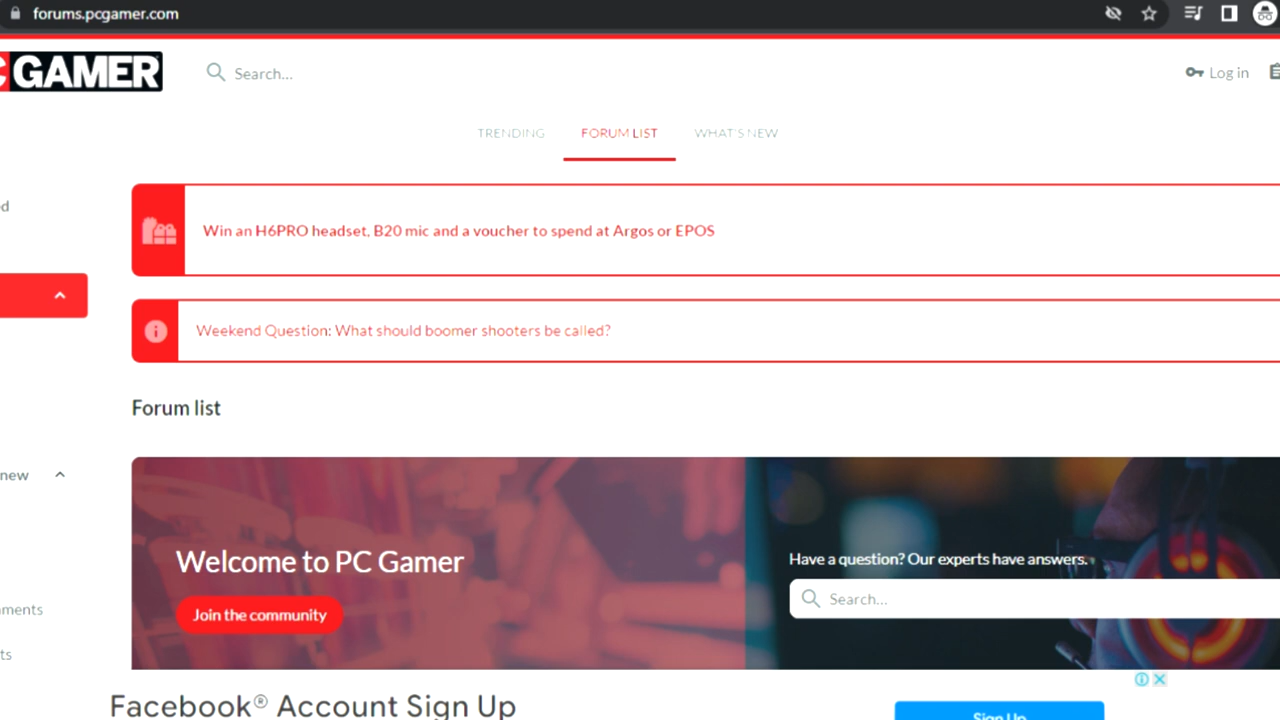 forums.pcgamer.com
GAMER
Search...
Log in
TRENDING
FORUM LIST
WHAT'S NEW
Win an H6PRO headset, B20 mic and a voucher to spend at Argos or EPOS
Weekend Question: What should boomer shooters be called?
Forum list
new
Welcome to PC Gamer
Have a question? Our experts have answers.
Join the community
Search...
Facebook® Account Sign Up
Sign Up